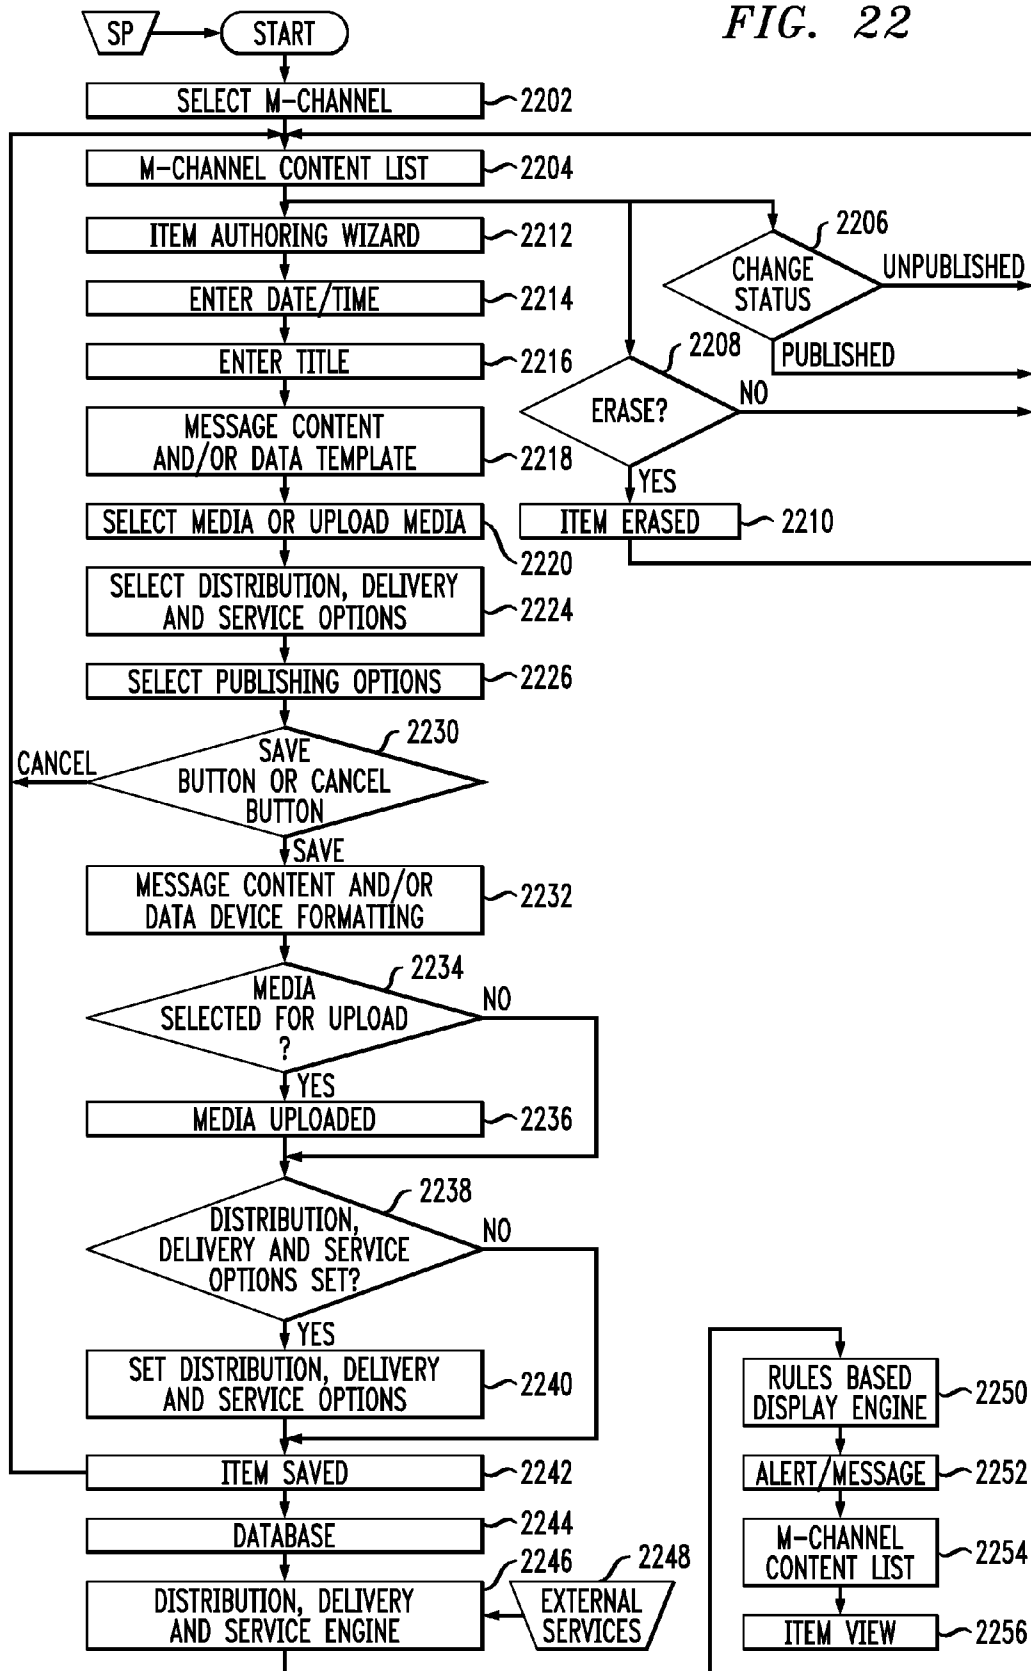 FIG. 22
SP
START
SELECT M-CHANNEL
2202
M-CHANNEL CONTENT LIST
2204
ITEM AUTHORING WIZARD
2212
2206
CHANGE
STATUS
UNPUBLISHED
PUBLISHED
ENTER DATE/TIME
2214
ENTER TITLE
2216
2208
ERASE?
NO
YES
MESSAGE CONTENT
AND/OR DATA TEMPLATE
2218
SELECT MEDIA OR UPLOAD MEDIA
2220
ITEM ERASED
2210
SELECT DISTRIBUTION, DELIVERY
AND SERVICE OPTIONS
2224
SELECT PUBLISHING OPTIONS
2226
2230
CANCEL
SAVE
BUTTON OR CANCEL
BUTTON
SAVE
MESSAGE CONTENT AND/OR
DATA DEVICE FORMATTING
2232
2234
MEDIA
SELECTED FOR UPLOAD
?
NO
YES
MEDIA UPLOADED
2236
2238
DISTRIBUTION,
DELIVERY AND SERVICE
OPTIONS SET?
NO
YES
SET DISTRIBUTION, DELIVERY
AND SERVICE OPTIONS
2240
ITEM SAVED
2242
DATABASE
2244
2246
DISTRIBUTION, DELIVERY
AND SERVICE ENGINE
2248
EXTERNAL
SERVICES
RULES BASED
DISPLAY ENGINE
2250
ALERT/MESSAGE
2252
M-CHANNEL
CONTENT LIST
2254
ITEM VIEW
2256